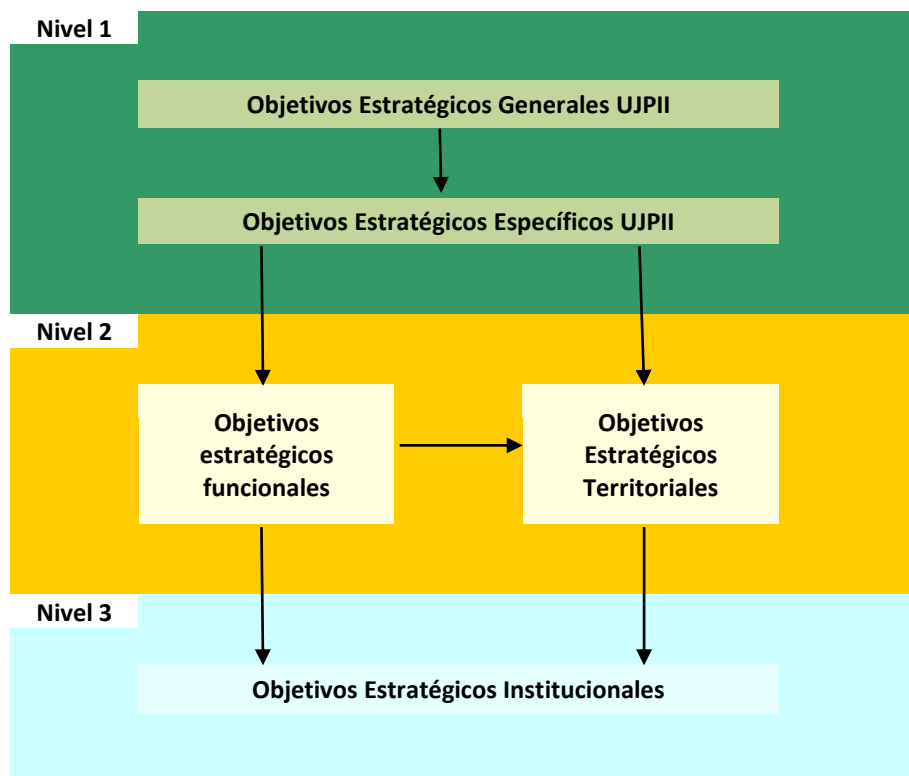 Nivel 1
Objetivos Estratégicos Generales UJPII
Objetivos Estratégicos Específicos UJPII
Nivel 2
Objetivos
estratégicos
funcionales
Objetivos
Estratégicos
Territoriales
Nivel 3
Objetivos Estratégicos Institucionales